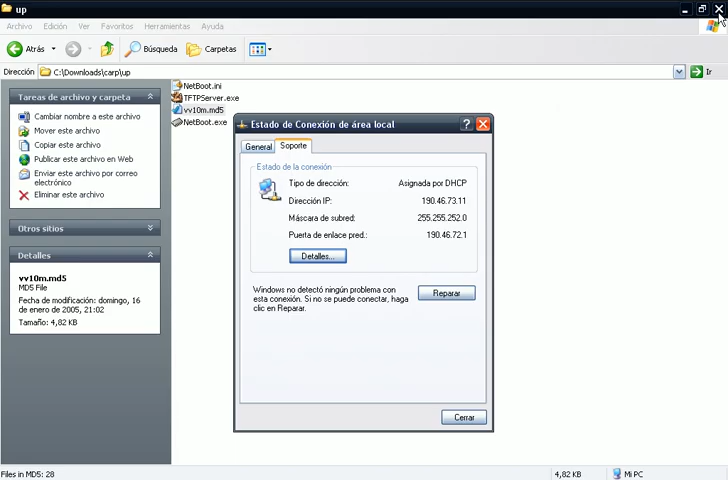 up
Archivo Edición Ver Favoritos Herramientas Ayuda
Atrás Búsqueda Carpetas
Dirección C:\Downloads\carp\up Ir
Tareas de archivo y carpeta
Cambiar nombre a este archivo
Mover este archivo
Copiar este archivo
Publicar este archivo en Web
Enviar este archivo por correo
electrónico
Eliminar este archivo
Otros sitios
Detalles
vv10m.md5
MD5 File
Fecha de modificación: domingo, 16
de enero de 2005, 21:02
Tamaño: 4,82 KB
NetBoot.ini
TFTPServer.exe
vv10m.md5
NetBoot.exe
Estado de Conexión de área local
General Soporte
Estado de la conexión
Tipo de dirección: Asignada por DHCP
Dirección IP: 190.46.73.11
Máscara de subred: 255.255.252.0
Puerta de enlace pred.: 190.46.72.1
Detalles...
Windows no detectó ningún problema con
esta conexión. Si no se puede conectar, haga
clic en Reparar.
Reparar
Cerrar
Files in MD5: 28 4,82 KB Mi PC